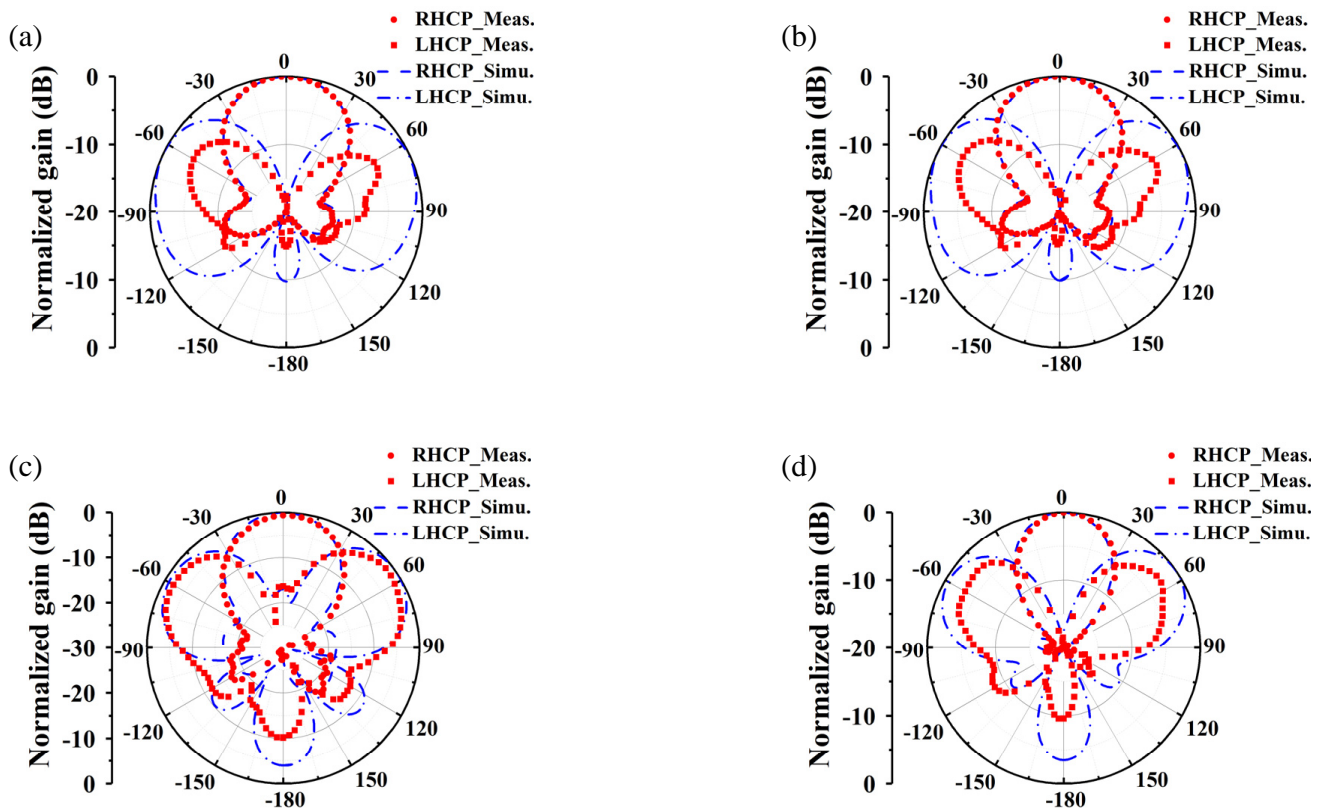 (a)
RHCP_Meas.
LHCP_Meas.
RHCP_Simu.
LHCP_Simu.
Normalized gain (dB)
0
-10
-20
-10
0
0
30
60
90
120
150
-180
-150
-120
-90
-60
-30
(b)
RHCP_Meas.
LHCP_Meas.
RHCP_Simu.
LHCP_Simu.
Normalized gain (dB)
0
-10
-20
-10
0
0
30
60
90
120
150
-180
-150
-120
-90
-60
-30
(c)
RHCP_Meas.
LHCP_Meas.
RHCP_Simu.
LHCP_Simu.
Normalized gain (dB)
0
-10
-20
-30
-20
-10
0
0
30
60
90
120
150
-180
-150
-120
-90
-60
-30
(d)
RHCP_Meas.
LHCP_Meas.
RHCP_Simu.
LHCP_Simu.
Normalized gain (dB)
0
-10
-20
-10
0
0
30
60
90
120
150
-180
-150
-120
-90
-60
-30